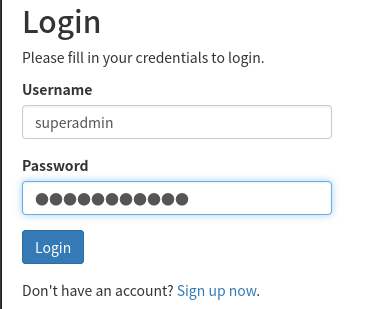 Login
Please fill in your credentials to login.
Username
superadmin
Password
●●●●●●●●●●●
Login
Don't have an account? Sign up now.